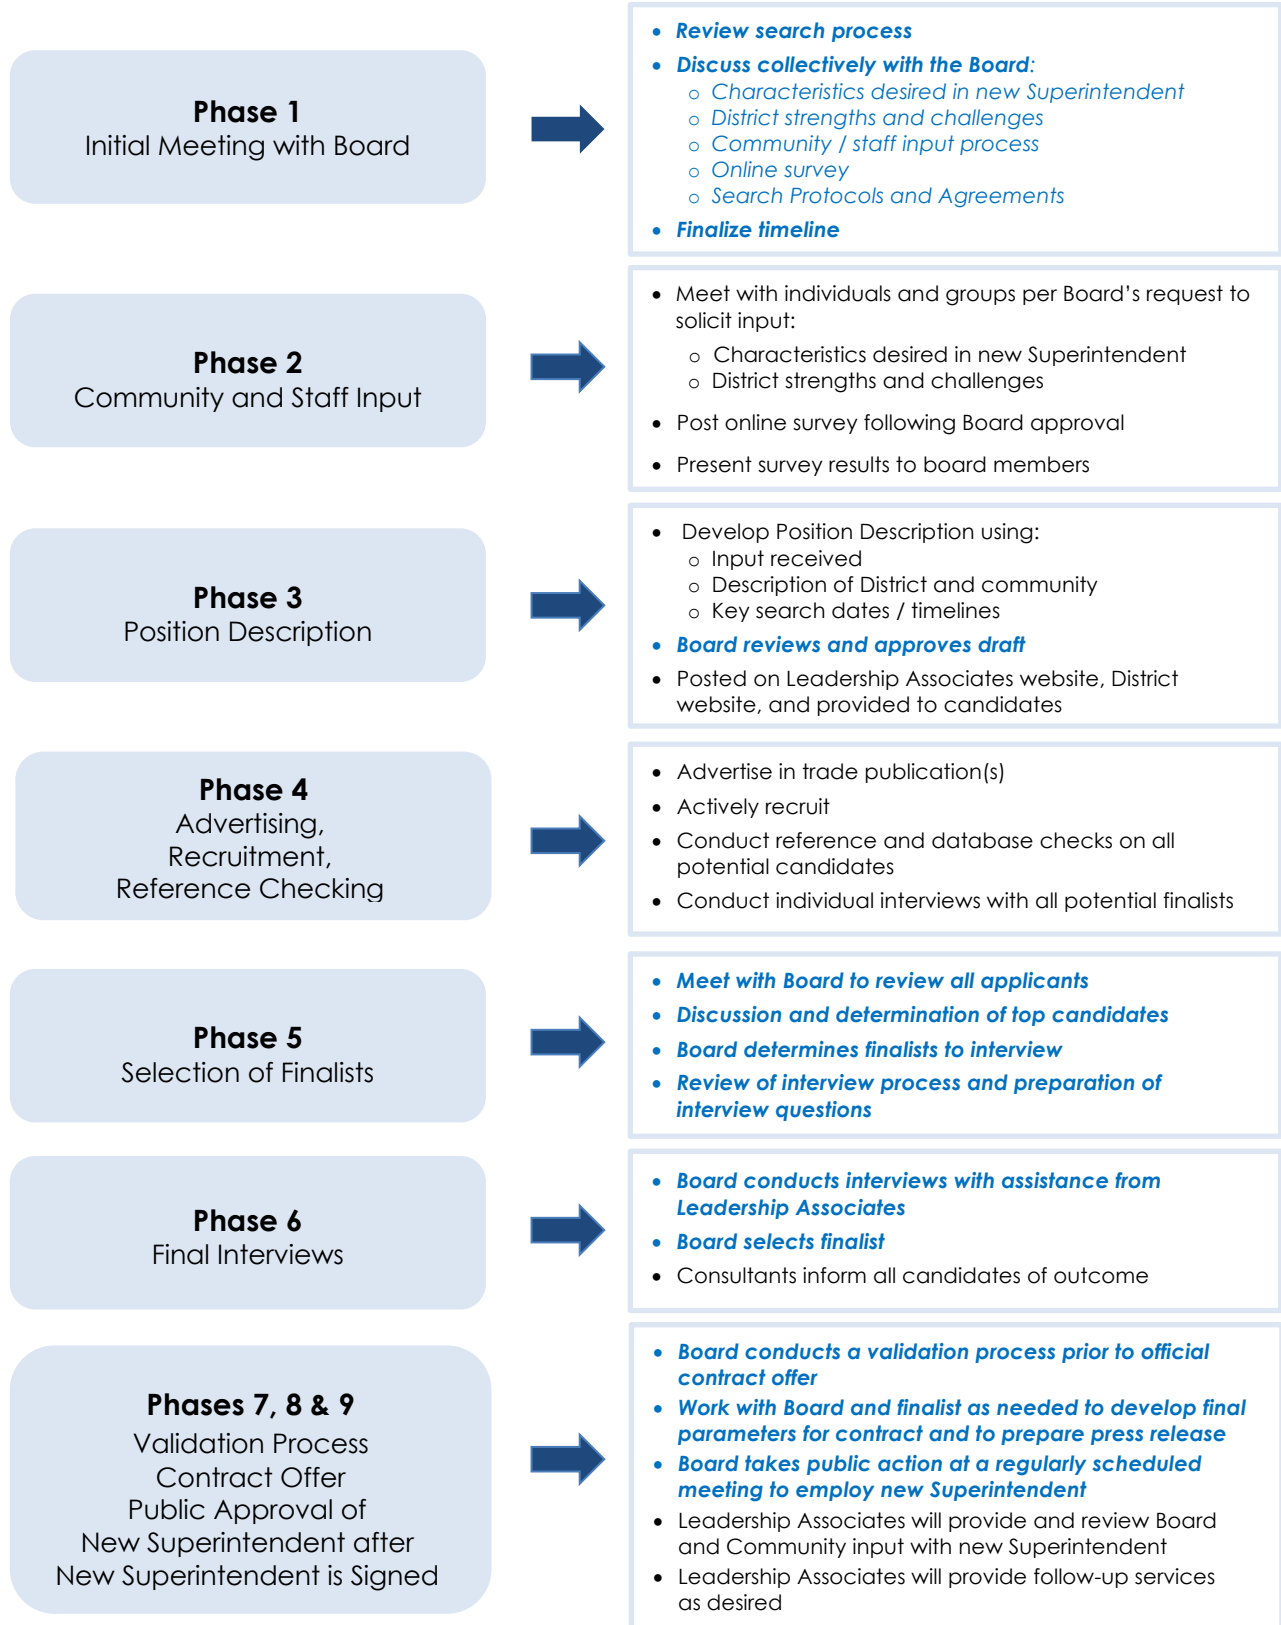 Phase 1
Initial Meeting with Board
• Review search process
• Discuss collectively with the Board:
o Characteristics desired in new Superintendent
o District strengths and challenges
o Community / staff input process
o Online survey
o Search Protocols and Agreements
• Finalize timeline
Phase 2
Community and Staff Input
• Meet with individuals and groups per Board's request to
solicit input:
o Characteristics desired in new Superintendent
o District strengths and challenges
• Post online survey following Board approval
• Present survey results to board members
Phase 3
Position Description
• Develop Position Description using:
o Input received
o Description of District and community
o Key search dates / timelines
• Board reviews and approves draft
• Posted on Leadership Associates website, District
website, and provided to candidates
Phase 4
Advertising,
Recruitment,
Reference Checking
• Advertise in trade publication(s)
• Actively recruit
• Conduct reference and database checks on all
potential candidates
• Conduct individual interviews with all potential finalists
Phase 5
Selection of Finalists
• Meet with Board to review all applicants
• Discussion and determination of top candidates
• Board determines finalists to interview
• Review of interview process and preparation of
interview questions
Phase 6
Final Interviews
• Board conducts interviews with assistance from
Leadership Associates
• Board selects finalist
• Consultants inform all candidates of outcome
Phases 7, 8 & 9
Validation Process
Contract Offer
Public Approval of
New Superintendent after
New Superintendent is Signed
• Board conducts a validation process prior to official
contract offer
• Work with Board and finalist as needed to develop final
parameters for contract and to prepare press release
• Board takes public action at a regularly scheduled
meeting to employ new Superintendent
• Leadership Associates will provide and review Board
and Community input with new Superintendent
• Leadership Associates will provide follow-up services
as desired